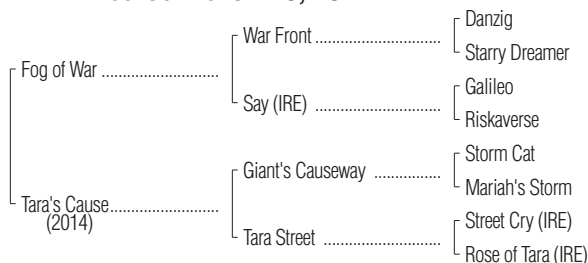 Danzig
War Front ....................................
Starry Dreamer
Fog of War ..................................
Galileo
Say (IRE) ....................................
Riskaverse
Storm Cat
Giant's Causeway ...................
Mariah's Storm
Tara's Cause ...............................
(2014)
Street Cry (IRE)
Tara Street ..................................
Rose of Tara (IRE)